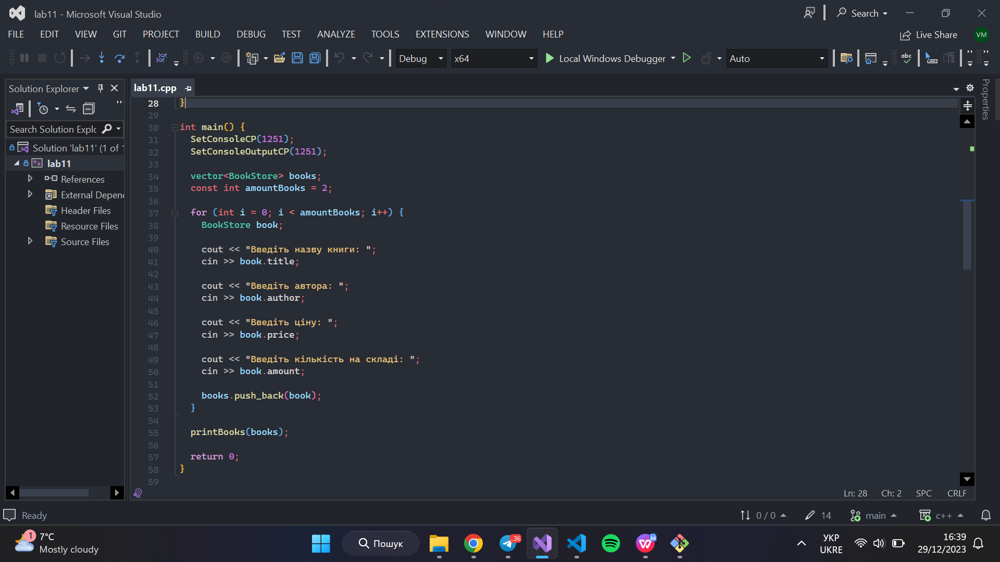 lab11 - Microsoft Visual Studio
Search
FILE EDIT VIEW GIT PROJECT BUILD DEBUG TEST ANALYZE TOOLS EXTENSIONS WINDOW HELP
Live Share
VM
Debug x64 Local Windows Debugger Auto
abc
Solution Explorer
lab11.cpp
Properties
Search Solution Explc
Solution 'lab11' (1 of 1
lab11
References
External Depen
Header Files
Resource Files
Source Files
28 }
29
30 int main() {
31 SetConsoleCP(1251);
32 SetConsoleOutputCP(1251);
33
34 vector<BookStore> books;
35 const int amountBooks = 2;
36
37 for (int i = 0; i < amountBooks; i++) {
38 BookStore book;
39
40 cout << "Введіть назву книги: ";
41 cin >> book.title;
42
43 cout << "Введіть автора: ";
44 cin >> book.author;
45
46 cout << "Введіть ціну: ";
47 cin >> book.price;
48
49 cout << "Введіть кількість на складі: ";
50 cin >> book.amount;
51
52 books.push_back(book);
53 }
54
55 printBooks(books);
56
57 return 0;
58 }
59
Ln: 28 Ch: 2 SPC CRLF
Ready
0 / 0 14 main c++
1
7°C
Mostly cloudy
Пошук
..36
W
УКР
UKRE
16:39
29/12/2023